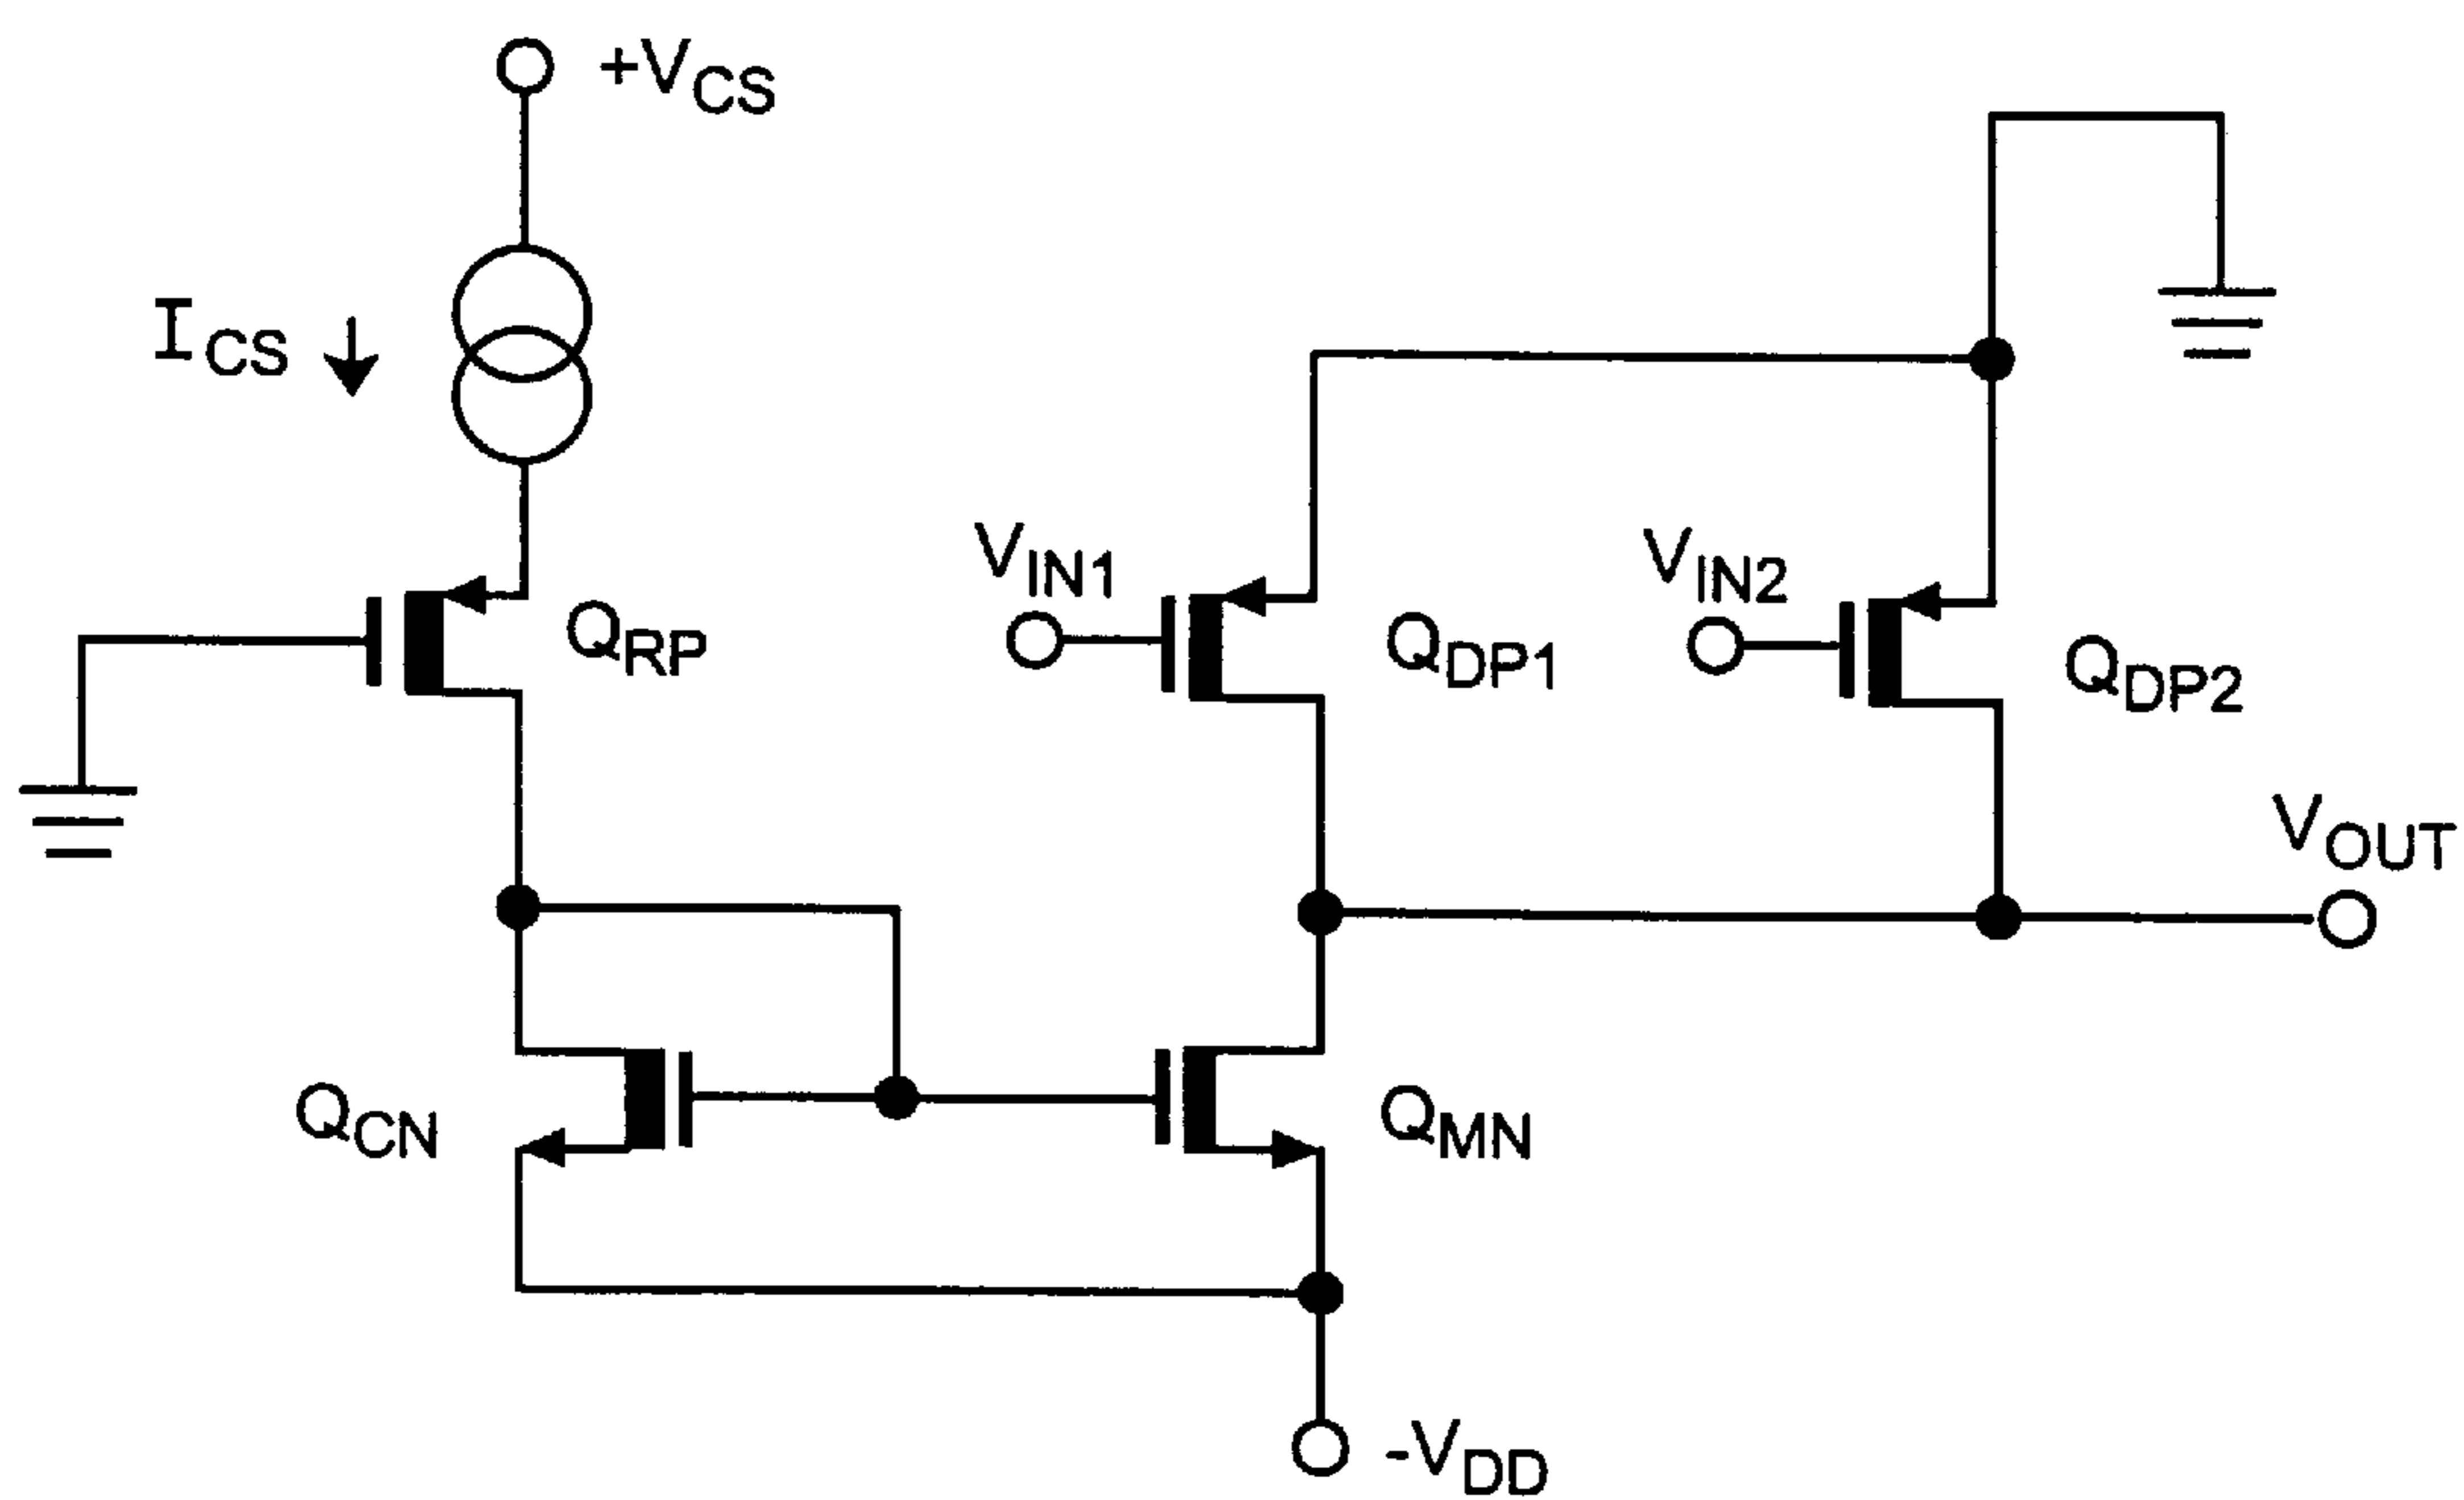 +VCS
ICS
VIN1
VIN2
QRP
QDP1
QDP2
VOUT
QCN
QMN
-VDD